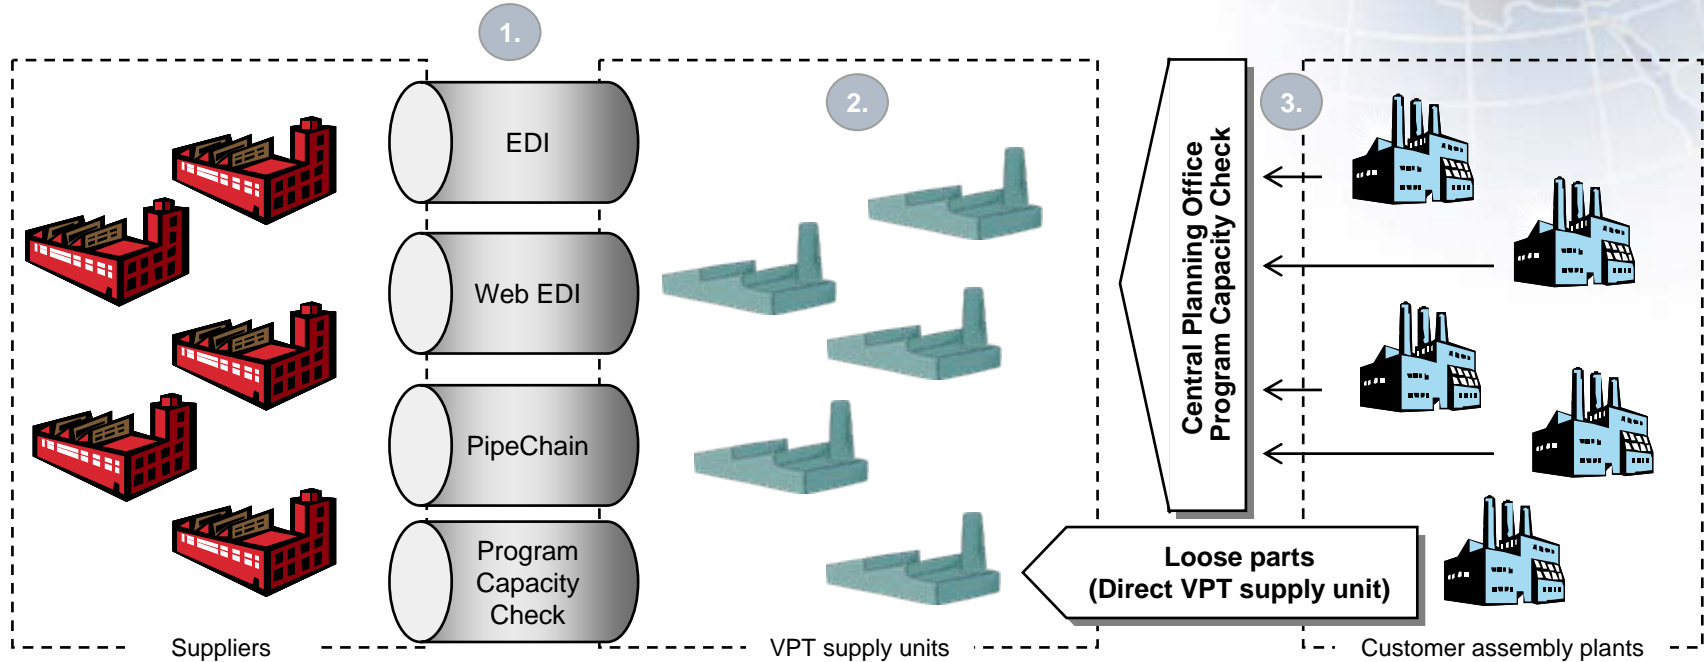 1.
2.
3.
EDI
Web EDI
PipeChain
Program
Capacity
Check
Central Planning Office
Program Capacity Check
Loose parts
(Direct VPT supply unit)
Suppliers
VPT supply units
Customer assembly plants